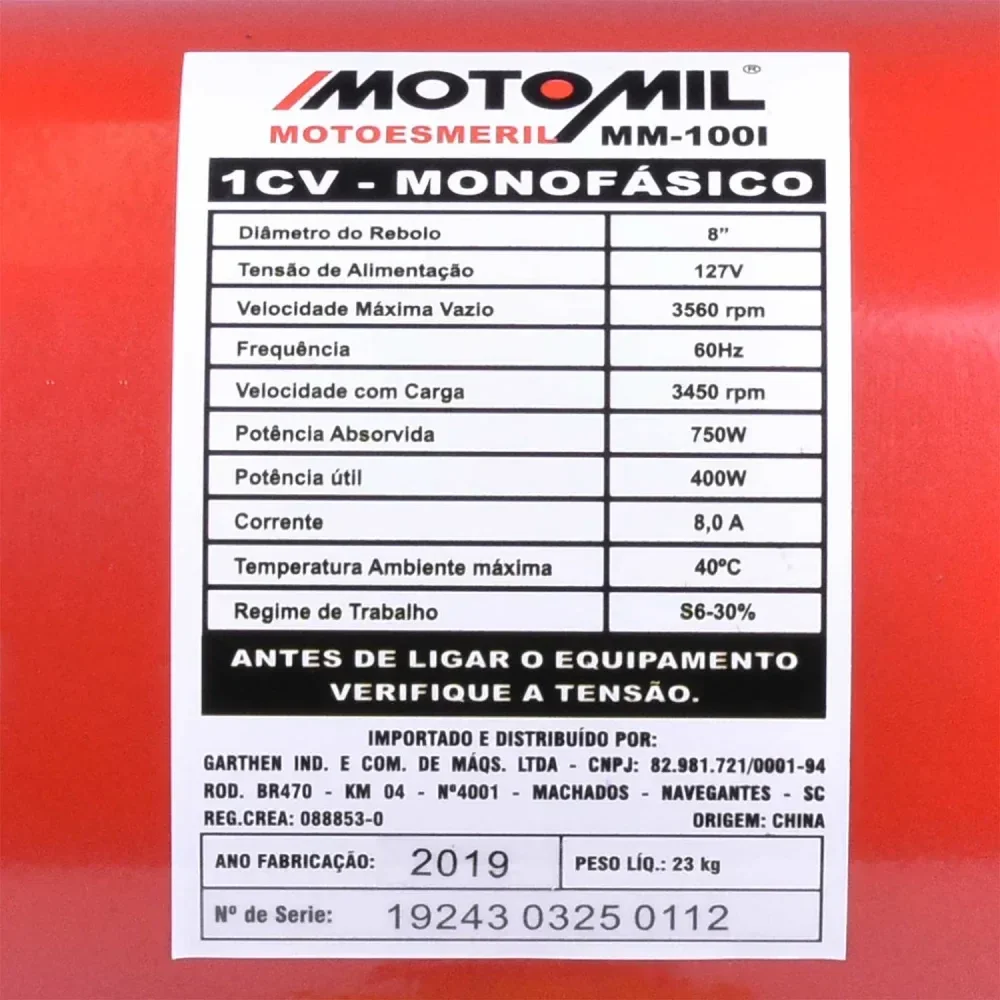 MOTOMIL®
MOTOESMERIL MM-100I
1CV - MONOFÁSICO
Diâmetro do Rebolo 8”
Tensão de Alimentação 127V
Velocidade Máxima Vazio 3560 rpm
Frequência 60Hz
Velocidade com Carga 3450 rpm
Potência Absorvida 750W
Potência útil 400W
Corrente 8,0 A
Temperatura Ambiente máxima 40ºC
Regime de Trabalho S6-30%
ANTES DE LIGAR O EQUIPAMENTO
VERIFIQUE A TENSÃO.
IMPORTADO E DISTRIBUÍDO POR:
GARTHEN IND. E COM. DE MÁQS. LTDA - CNPJ: 82.981.721/0001-94
ROD. BR470 - KM 04 - Nº4001 - MACHADOS - NAVEGANTES - SC
REG.CREA: 088853-0 ORIGEM: CHINA
ANO FABRICAÇÃO: 2019 PESO LÍQ.: 23 kg
Nº de Serie: 19243 0325 0112